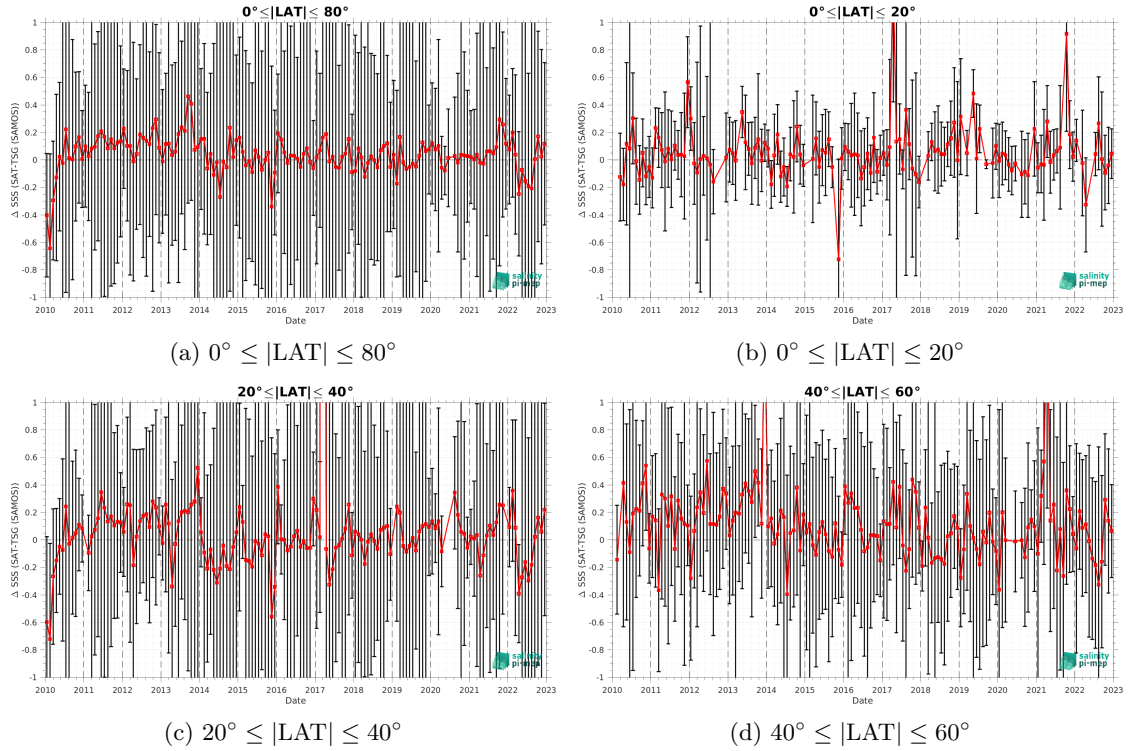 0°≤|LAT|≤ 80°
1
0.8
0.6
0.4
0.2
0
-0.2
-0.4
-0.6
-0.8
-1
Δ SSS (SAT-TSG (SAMOS))
salinity
pi-mep
2010 2011 2012 2013 2014 2015 2016 2017 2018 2019 2020 2021 2022 2023
Date
(a) 0° ≤ |LAT| ≤ 80°
0°≤|LAT|≤ 20°
1
0.8
0.6
0.4
0.2
0
-0.2
-0.4
-0.6
-0.8
-1
Δ SSS (SAT-TSG (SAMOS))
salinity
pi-mep
2010 2011 2012 2013 2014 2015 2016 2017 2018 2019 2020 2021 2022 2023
Date
(b) 0° ≤ |LAT| ≤ 20°
20°≤|LAT|≤ 40°
1
0.8
0.6
0.4
0.2
0
-0.2
-0.4
-0.6
-0.8
-1
Δ SSS (SAT-TSG (SAMOS))
salinity
pi-mep
2010 2011 2012 2013 2014 2015 2016 2017 2018 2019 2020 2021 2022 2023
Date
(c) 20° ≤ |LAT| ≤ 40°
40°≤|LAT|≤ 60°
1
0.8
0.6
0.4
0.2
0
-0.2
-0.4
-0.6
-0.8
-1
Δ SSS (SAT-TSG (SAMOS))
salinity
pi-mep
2010 2011 2012 2013 2014 2015 2016 2017 2018 2019 2020 2021 2022 2023
Date
(d) 40° ≤ |LAT| ≤ 60°